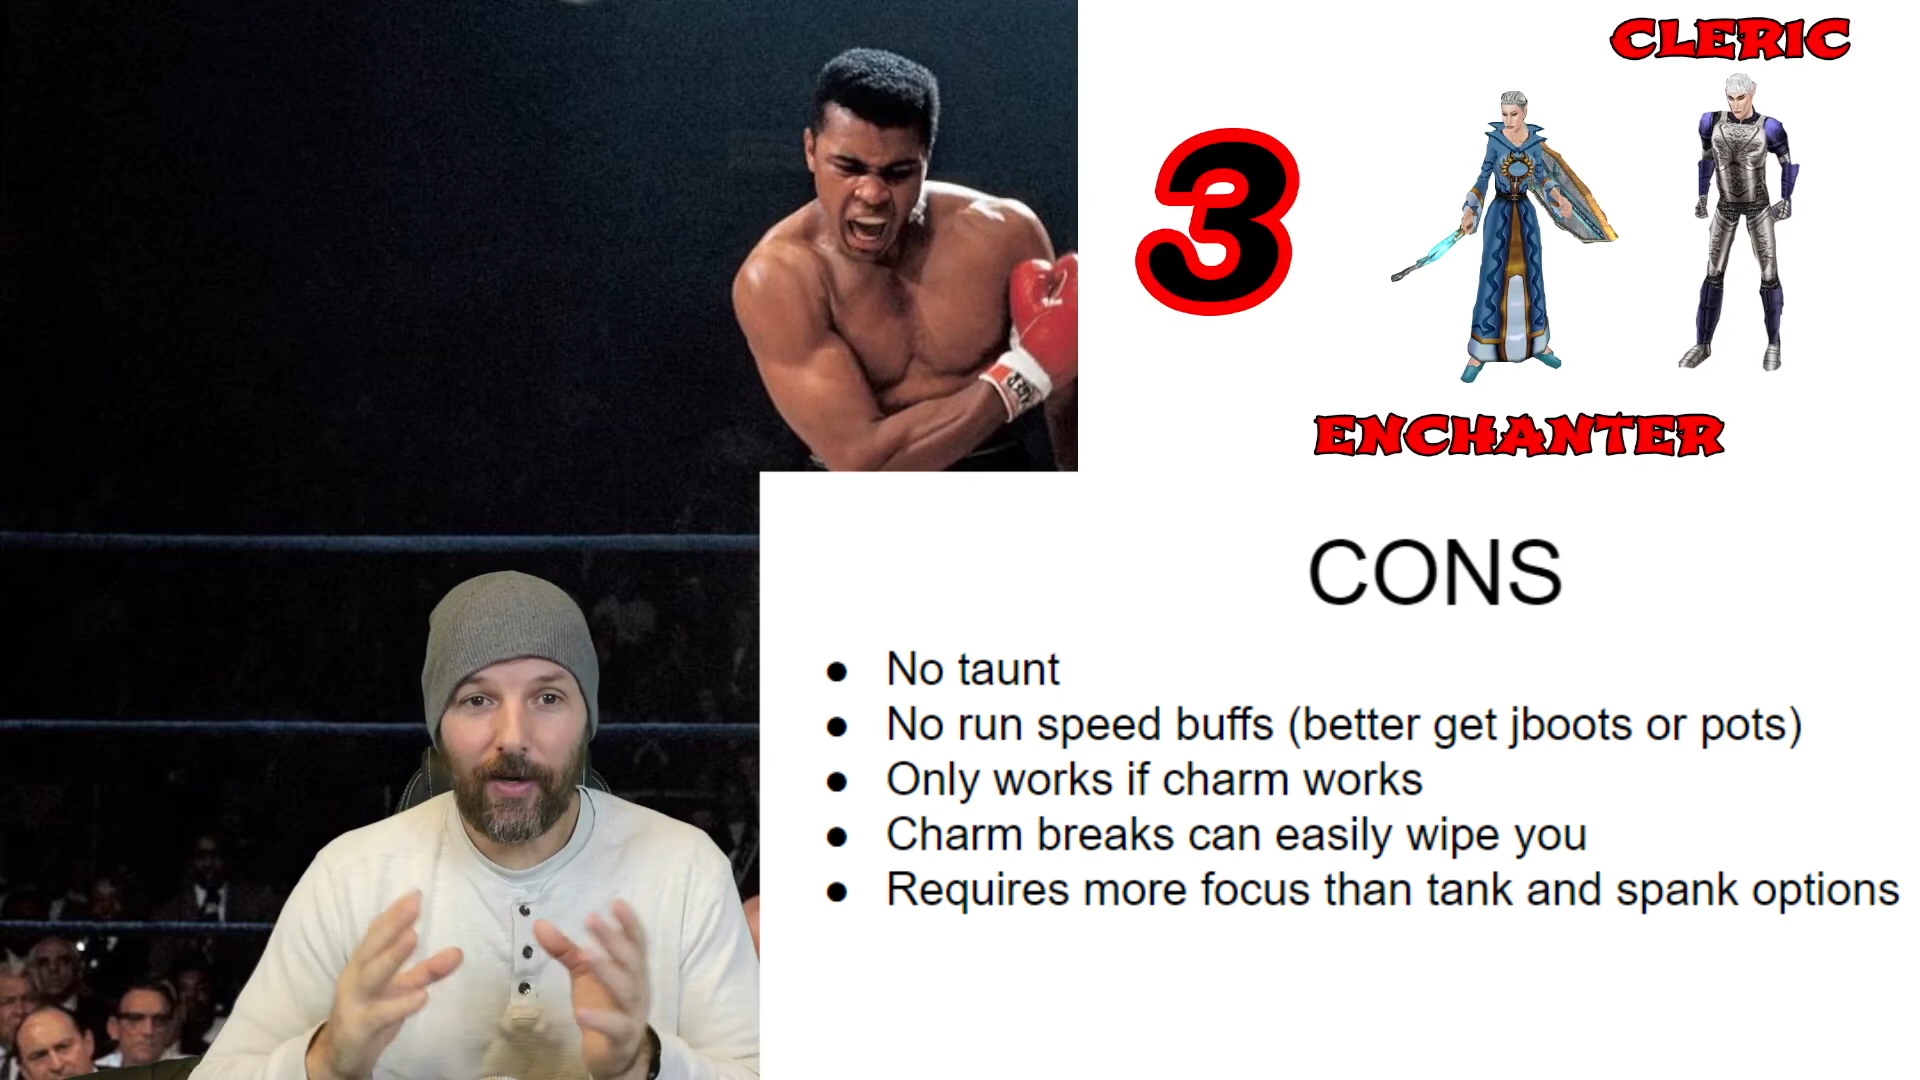 CLERIC
3
ENCHANTER
CONS
● No taunt
● No run speed buffs (better get jboots or pots)
● Only works if charm works
● Charm breaks can easily wipe you
● Requires more focus than tank and spank options